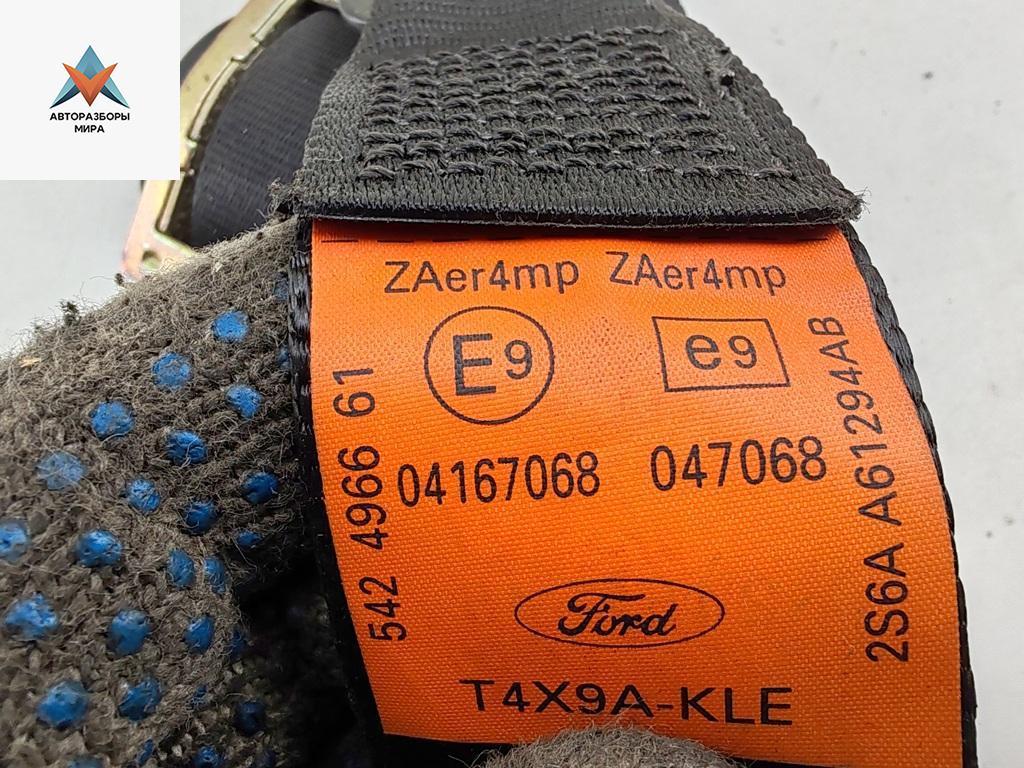 АВТОРАЗБОРЫ
МИРА
ZAer4mp ZAer4mp
E9 e9
04167068 047068
542 4966 61
2S6A A61294AB
Ford
T4X9A-KLE